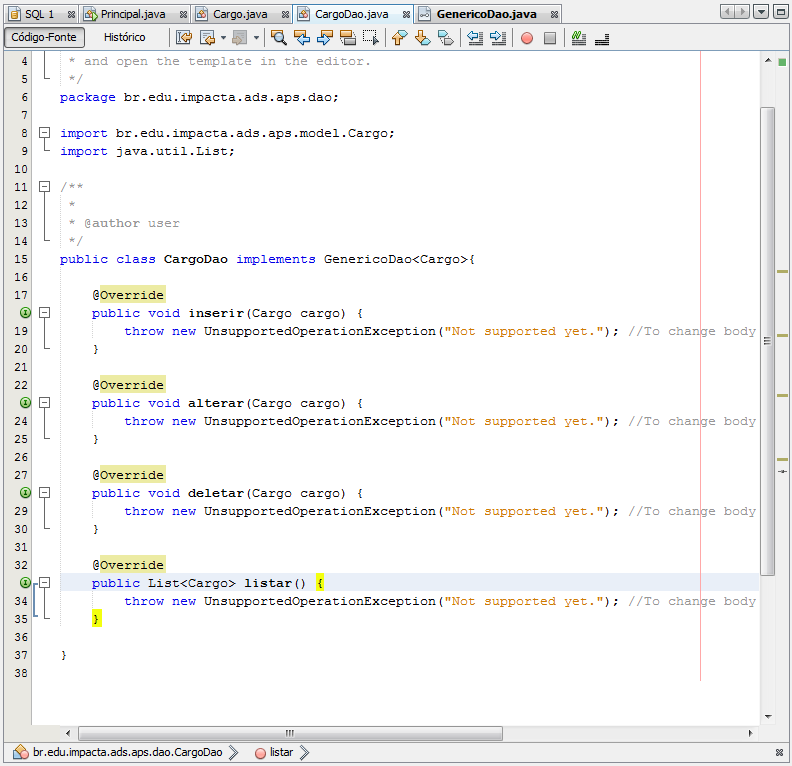 SQL 1 Principal.java Cargo.java CargoDao.java GenericoDao.java
Código-Fonte Histórico
4 * and open the template in the editor.
5 */
6 package br.edu.impacta.ads.aps.dao;
7
8 import br.edu.impacta.ads.aps.model.Cargo;
9 import java.util.List;
10
11 /**
12 *
13 * @author user
14 */
15 public class CargoDao implements GenericoDao<Cargo>{
16
17 @Override
public void inserir(Cargo cargo) {
19 throw new UnsupportedOperationException("Not supported yet."); //To change body
20 }
21
22 @Override
public void alterar(Cargo cargo) {
24 throw new UnsupportedOperationException("Not supported yet."); //To change body
25 }
26
27 @Override
public void deletar(Cargo cargo) {
29 throw new UnsupportedOperationException("Not supported yet."); //To change body
30 }
31
32 @Override
public List<Cargo> listar() {
34 throw new UnsupportedOperationException("Not supported yet."); //To change body
35 }
36
37 }
38
br.edu.impacta.ads.aps.dao.CargoDao listar